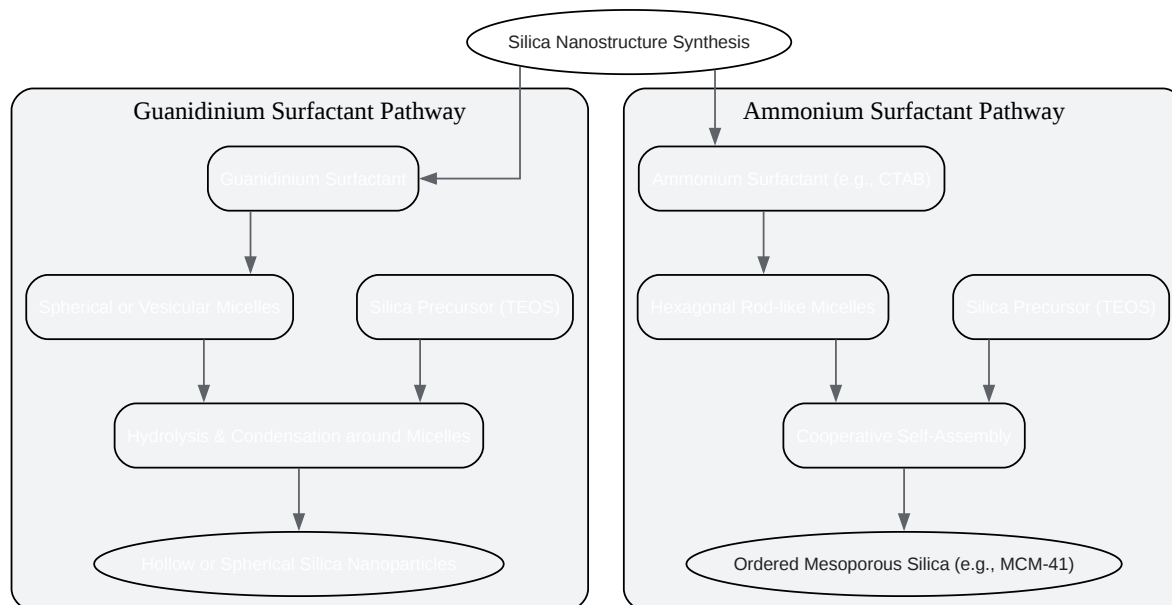 Silica Nanostructure Synthesis
Guanidinium Surfactant Pathway
Guanidinium Surfactant
Spherical or Vesicular Micelles
Silica Precursor (TEOS)
Hydrolysis & Condensation around Micelles
Hollow or Spherical Silica Nanoparticles
Ammonium Surfactant Pathway
Ammonium Surfactant (e.g., CTAB)
Hexagonal Rod-like Micelles
Silica Precursor (TEOS)
Cooperative Self-Assembly
Ordered Mesoporous Silica (e.g., MCM-41)